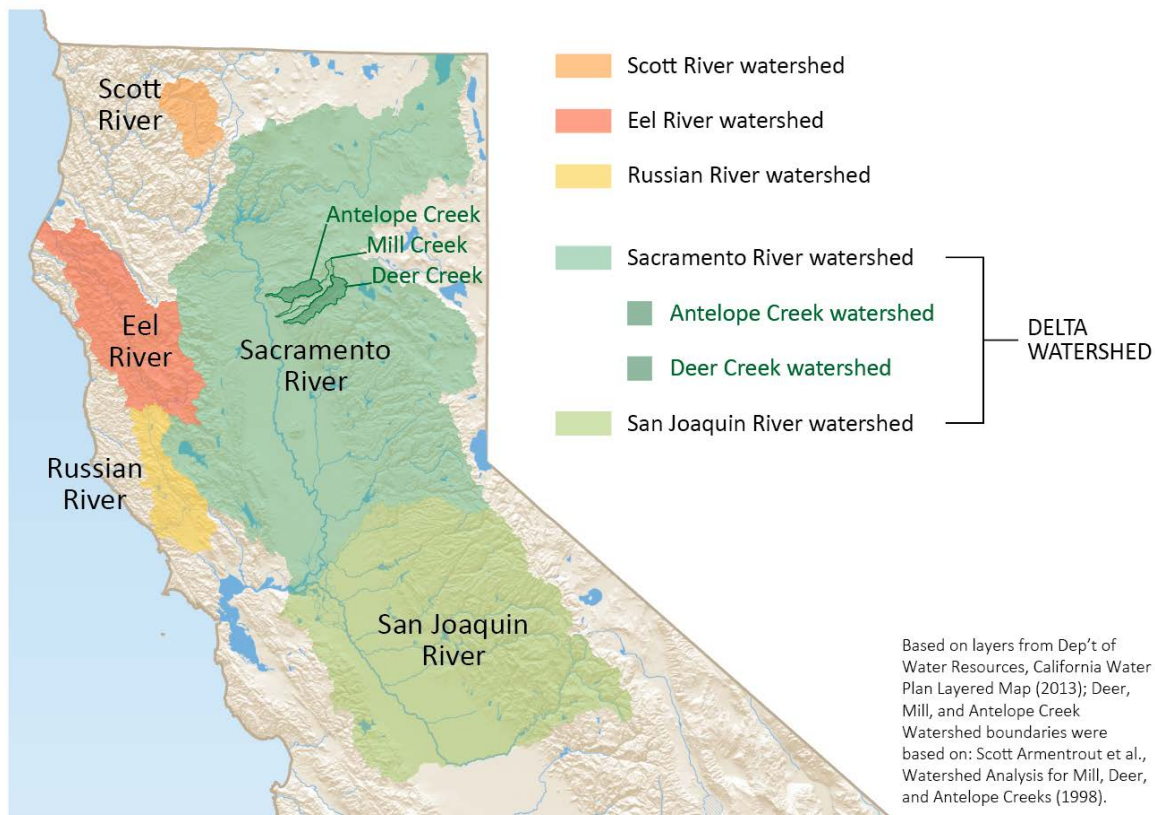 Scott
River
Antelope Creek
Mill Creek
Deer Creek
Eel
River
Sacramento
River
Russian
River
San Joaquin
River
Scott River watershed
Eel River watershed
Russian River watershed
Sacramento River watershed
Antelope Creek watershed
Deer Creek watershed
San Joaquin River watershed
DELTA
WATERSHED
Based on layers from Dep't of
Water Resources, California Water
Plan Layered Map (2013); Deer,
Mill, and Antelope Creek
Watershed boundaries were
based on: Scott Armentrout et al.,
Watershed Analysis for Mill, Deer,
and Antelope Creeks (1998).